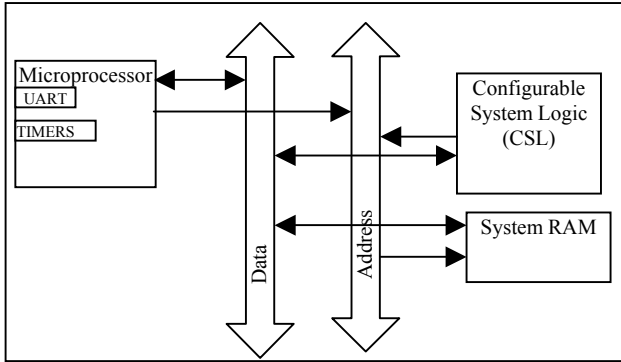 Microprocessor
UART
TIMERS
Data
Address
Configurable
System Logic
(CSL)
System RAM